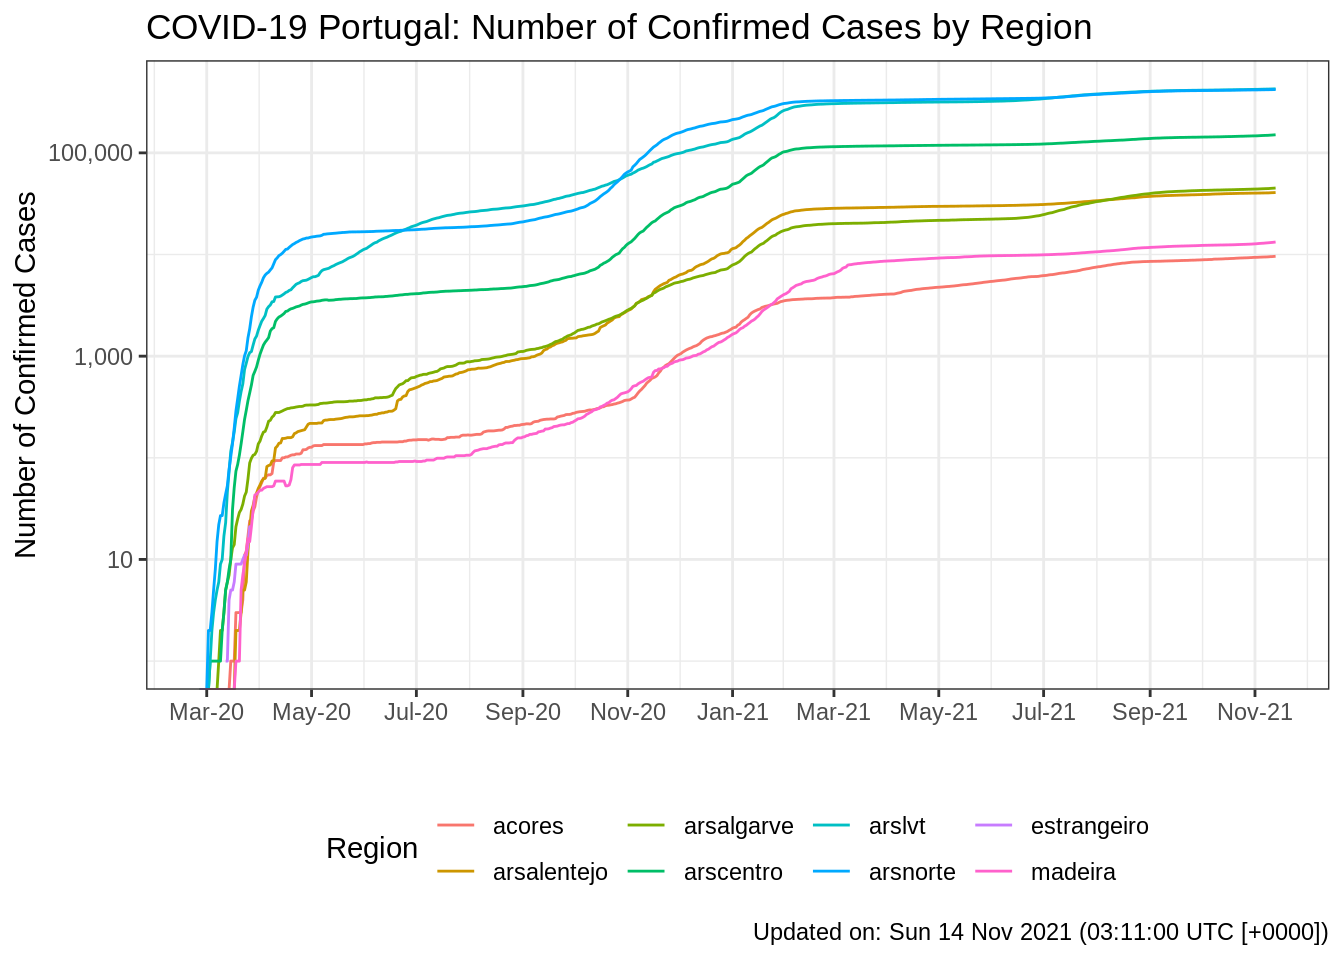 COVID-19 Portugal: Number of Confirmed Cases by Region
Number of Confirmed Cases
100,000
1,000
10
Mar-20 May-20 Jul-20 Sep-20 Nov-20 Jan-21 Mar-21 May-21 Jul-21 Sep-21 Nov-21
Region
acores arsalgarve arslvt estrangeiro
arsalentejo arscentro arsnorte madeira
Updated on: Sun 14 Nov 2021 (03:11:00 UTC [+0000])